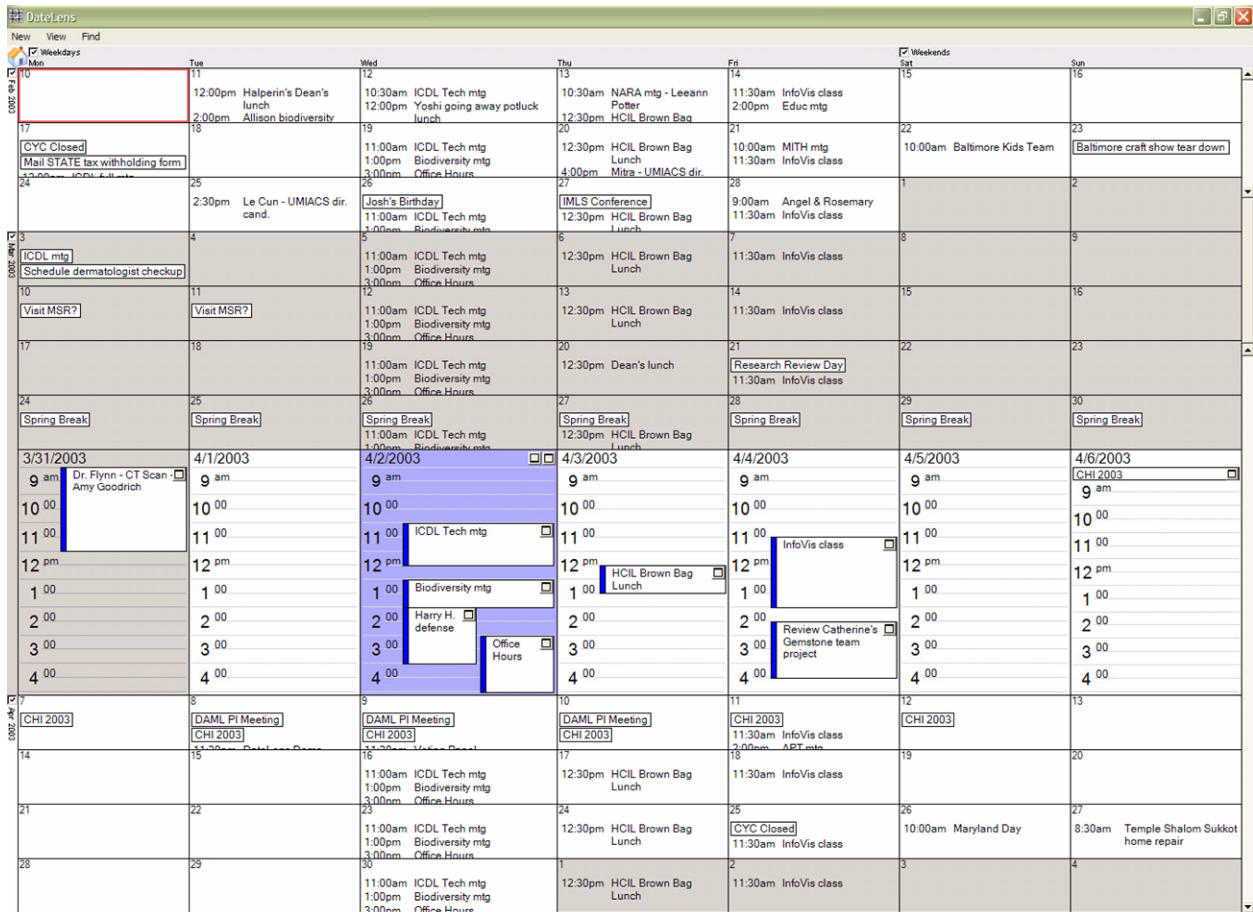 DateLens
New View Find
Weekdays Weekends
Mon Tue Wed Thu Fri Sat Sun
Feb 2003
10
11
12:00pm Halperin's Dean's
lunch
2:00pm Allison biodiversity
12
10:30am ICDL Tech mtg
12:00pm Yoshi going away potluck
lunch
13
10:30am NARA mtg - Leeann
Potter
12:30pm HCIL Brown Bag
14
11:30am InfoVis class
2:00pm Educ mtg
15
16
17
CYC Closed
Mail STATE tax withholding form
12:00pm ICDL full mtg
18
19
11:00am ICDL Tech mtg
1:00pm Biodiversity mtg
3:00pm Office Hours
20
12:30pm HCIL Brown Bag
Lunch
4:00pm Mitra - UMIACS dir.
21
10:00am MITH mtg
11:30am InfoVis class
22
10:00am Baltimore Kids Team
23
Baltimore craft show tear down
24
25
2:30pm Le Cun - UMIACS dir.
cand.
26
Josh's Birthday
11:00am ICDL Tech mtg
1:00pm Biodiversity mtg
27
IMLS Conference
12:30pm HCIL Brown Bag
Lunch
28
9:00am Angel & Rosemary
11:30am InfoVis class
1
2
Mar 2003
3
ICDL mtg
Schedule dermatologist checkup
4
5
11:00am ICDL Tech mtg
1:00pm Biodiversity mtg
3:00pm Office Hours
6
12:30pm HCIL Brown Bag
Lunch
7
11:30am InfoVis class
8
9
10
Visit MSR?
11
Visit MSR?
12
11:00am ICDL Tech mtg
1:00pm Biodiversity mtg
3:00pm Office Hours
13
12:30pm HCIL Brown Bag
Lunch
14
11:30am InfoVis class
15
16
17
18
19
11:00am ICDL Tech mtg
1:00pm Biodiversity mtg
3:00pm Office Hours
20
12:30pm Dean's lunch
21
Research Review Day
11:30am InfoVis class
22
23
24
Spring Break
25
Spring Break
26
Spring Break
11:00am ICDL Tech mtg
1:00pm Biodiversity mtg
27
Spring Break
12:30pm HCIL Brown Bag
Lunch
28
Spring Break
29
Spring Break
30
Spring Break
3/31/2003
9 am
10 00
11 00
12 pm
1 00
2 00
3 00
4 00
Dr. Flynn - CT Scan -
Amy Goodrich
4/1/2003
9 am
10 00
11 00
12 pm
1 00
2 00
3 00
4 00
4/2/2003
9 am
10 00
11 00
12 pm
1 00
2 00
3 00
4 00
ICDL Tech mtg
Biodiversity mtg
Harry H.
defense
Office
Hours
4/3/2003
9 am
10 00
11 00
12 pm
1 00
2 00
3 00
4 00
HCIL Brown Bag
Lunch
4/4/2003
9 am
10 00
11 00
12 pm
1 00
2 00
3 00
4 00
InfoVis class
Review Catherine's
Gemstone team
project
4/5/2003
9 am
10 00
11 00
12 pm
1 00
2 00
3 00
4 00
4/6/2003
CHI 2003
9 am
10 00
11 00
12 pm
1 00
2 00
3 00
4 00
Apr 2003
7
CHI 2003
8
DAML PI Meeting
CHI 2003
11:30am DateLens Demo
9
DAML PI Meeting
CHI 2003
11:30am Voting Panel
10
DAML PI Meeting
CHI 2003
11
CHI 2003
11:30am InfoVis class
2:00pm APT mtg
12
CHI 2003
13
14
15
16
11:00am ICDL Tech mtg
1:00pm Biodiversity mtg
3:00pm Office Hours
17
12:30pm HCIL Brown Bag
Lunch
18
11:30am InfoVis class
19
20
21
22
23
11:00am ICDL Tech mtg
1:00pm Biodiversity mtg
3:00pm Office Hours
24
12:30pm HCIL Brown Bag
Lunch
25
CYC Closed
11:30am InfoVis class
26
10:00am Maryland Day
27
8:30am Temple Shalom Sukkot
home repair
28
29
30
11:00am ICDL Tech mtg
1:00pm Biodiversity mtg
3:00pm Office Hours
1
12:30pm HCIL Brown Bag
Lunch
2
11:30am InfoVis class
3
4